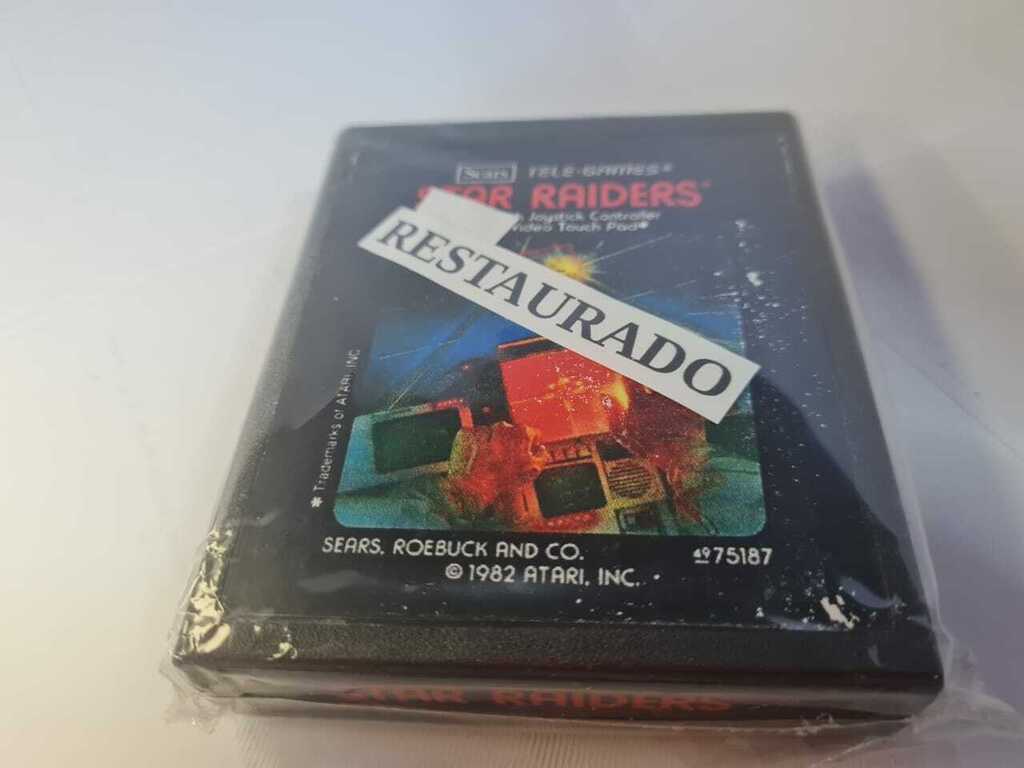 Sears TELE-GAMES®
STAR RAIDERS*
Joystick Controller
Video Touch Pad*
RESTAURADO
* Trademarks of ATARI, INC.
SEARS, ROEBUCK AND CO.
49 75187
© 1982 ATARI, INC.
STAR RAIDERS